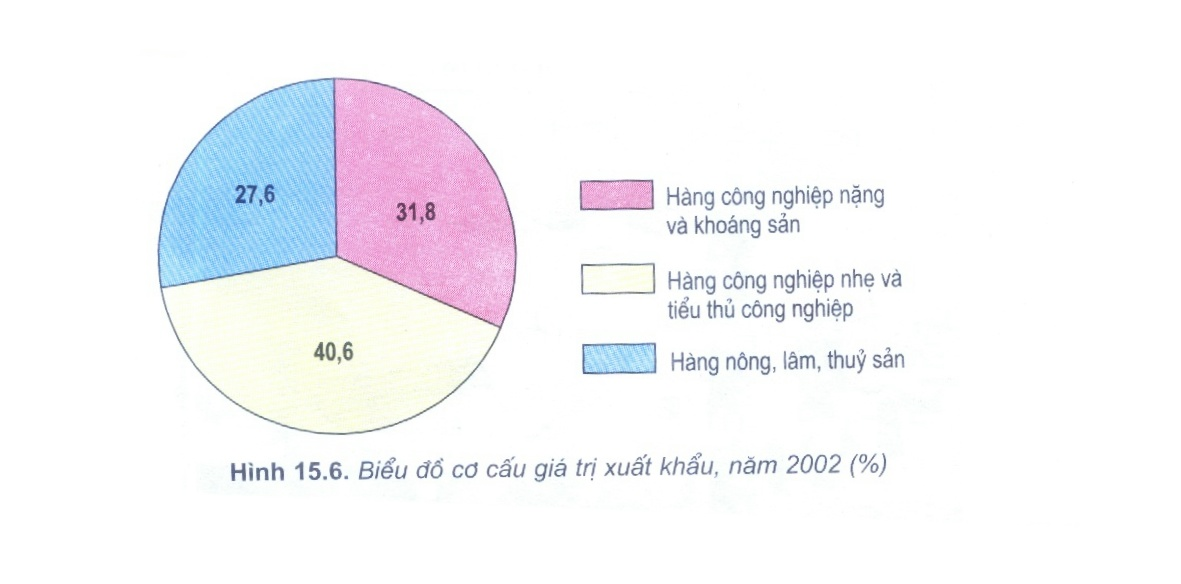 27,6
31,8
40,6
Hàng công nghiệp nặng
và khoáng sản
Hàng công nghiệp nhẹ và
tiểu thủ công nghiệp
Hàng nông, lâm, thuỷ sản
Hình 15.6. Biểu đồ cơ cấu giá trị xuất khẩu, năm 2002 (%)